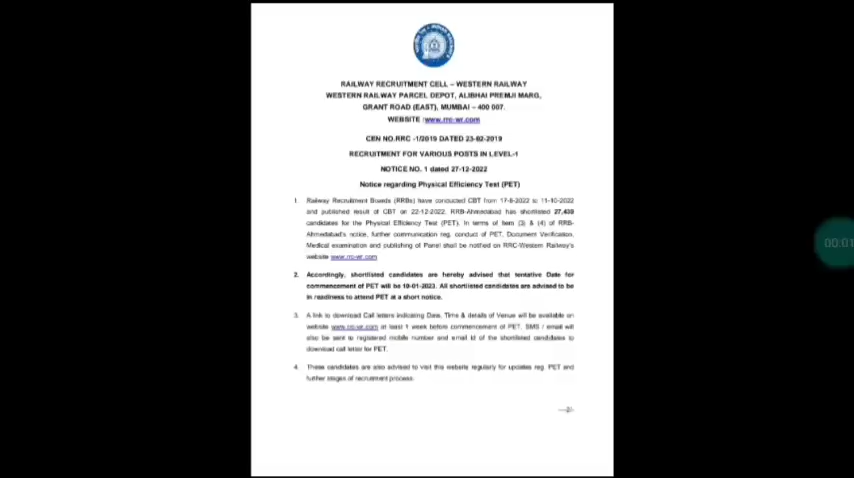 RAILWAY RECRUITMENT CELL – WESTERN RAILWAY
WESTERN RAILWAY PARCEL DEPOT, ALIBHAI PREMJI MARG,
GRANT ROAD (EAST), MUMBAI – 400 007.
WEBSITE :www.rrc-wr.com
CEN NO.RRC -1/2019 DATED 23-02-2019
RECRUITMENT FOR VARIOUS POSTS IN LEVEL-1
NOTICE NO. 1 dated 27-12-2022
Notice regarding Physical Efficiency Test (PET)
1. Railway Recruitment Boards (RRBs) have conducted CBT from 17-8-2022 to 11-10-2022
and published result of CBT on 22-12-2022. RRB-Ahmedabad has shortlisted 27,439
candidates for the Physical Efficiency Test (PET). In terms of Item (3) & (4) of RRB-
Ahmedabad's notice, further communication reg. conduct of PET, Document Verification,
Medical examination and publishing of Panel shall be notified on RRC-Western Railway's
website www.rrc-wr.com
2. Accordingly, shortlisted candidates are hereby advised that tentative Date for
commencement of PET will be 19-01-2023. All shortlisted candidates are advised to be
in readiness to attend PET at a short notice.
3. A link to download Call letters indicating Date, Time & details of Venue will be available on
website www.rrc-wr.com at least 1 week before commencement of PET. SMS / email will
also be sent to registered mobile number and email id of the shortlisted candidates to
download call letter for PET.
4. These candidates are also advised to visit this website regularly for updates reg. PET and
further stages of recruitment process.
---2/-
00:01